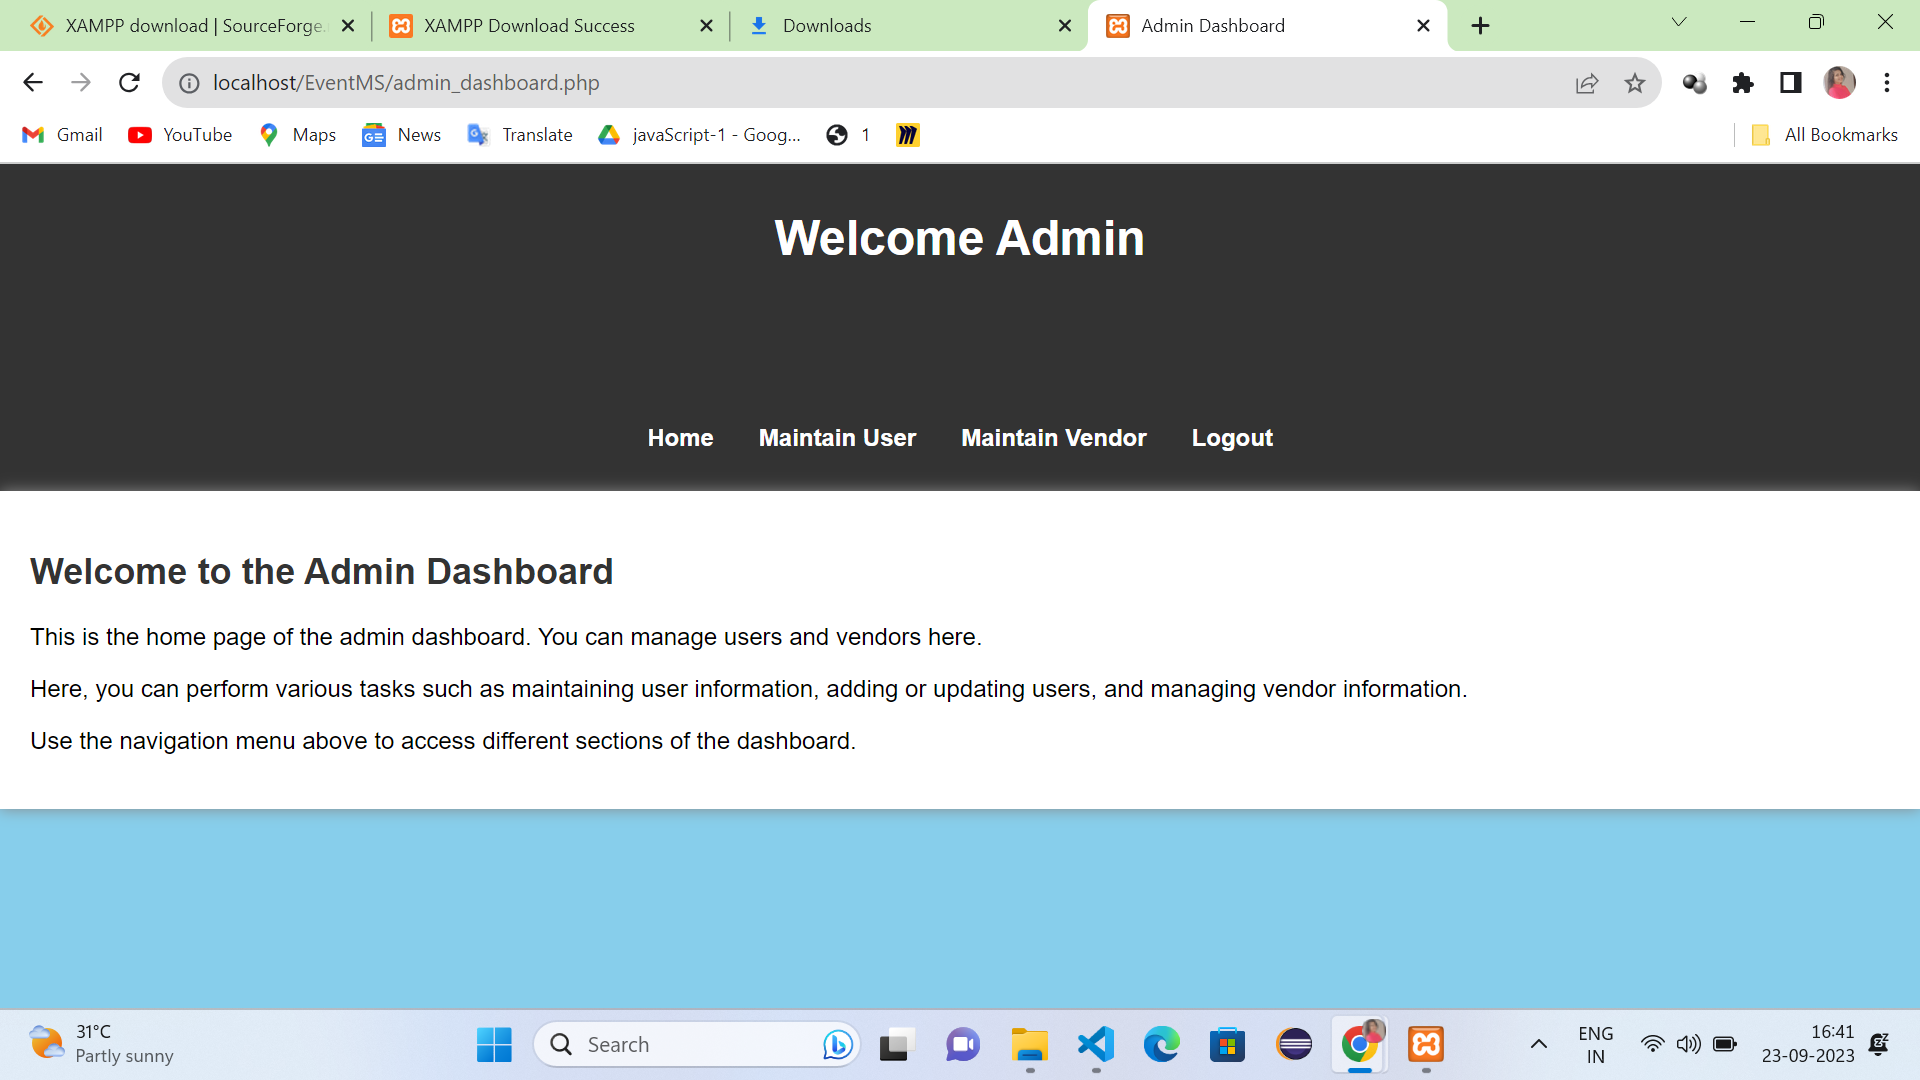 XAMPP download | SourceForge.
XAMPP Download Success
Downloads
Admin Dashboard
localhost/EventMS/admin_dashboard.php
Gmail
YouTube
Maps
News
Translate
javaScript-1 - Goog...
1
All Bookmarks
Welcome Admin
Home
Maintain User
Maintain Vendor
Logout
Welcome to the Admin Dashboard
This is the home page of the admin dashboard. You can manage users and vendors here.
Here, you can perform various tasks such as maintaining user information, adding or updating users, and managing vendor information.
Use the navigation menu above to access different sections of the dashboard.
31°C
Partly sunny
Search
ENG
IN
16:41
23-09-2023